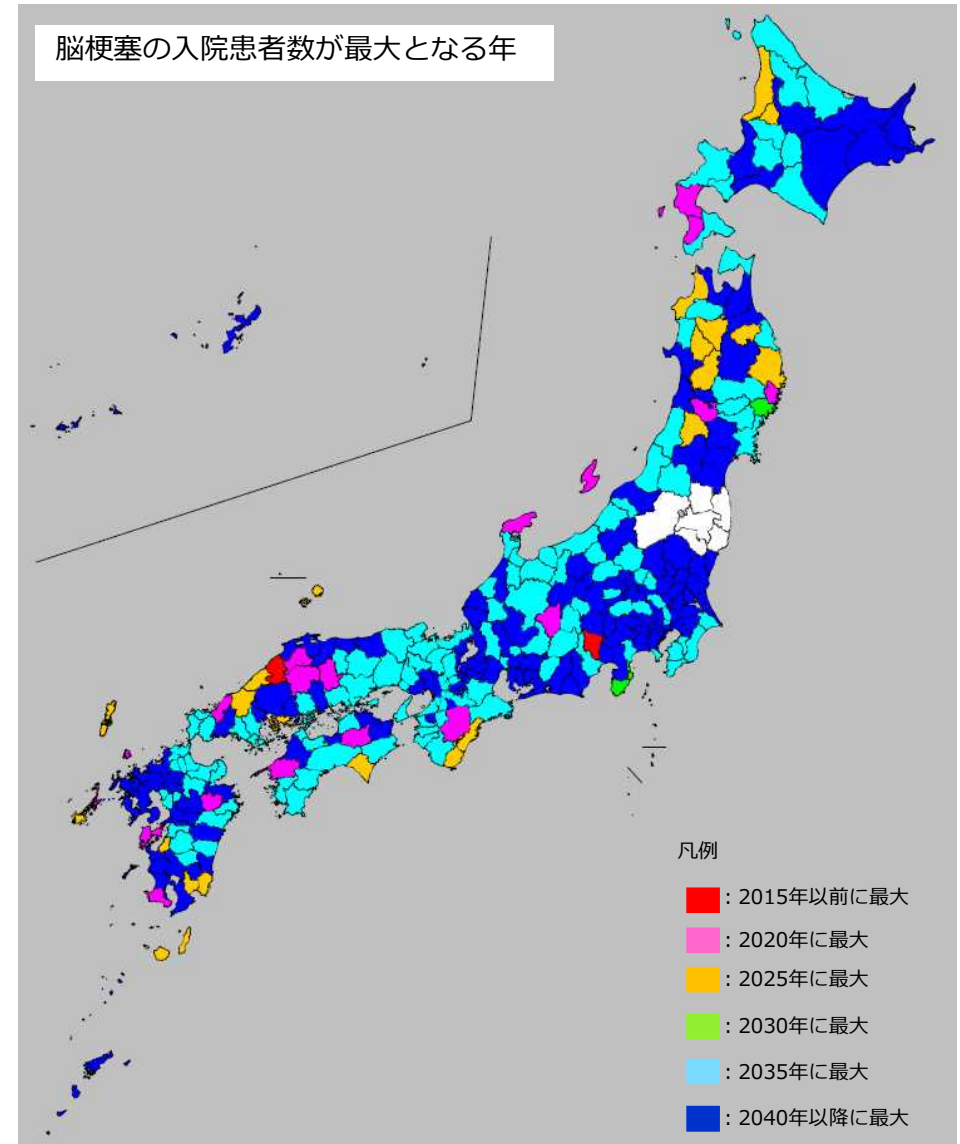 脳梗塞の入院患者数が最大となる年
凡例
：2015年以前に最大
：2020年に最大
：2025年に最大
：2030年に最大
：2035年に最大
：2040年以降に最大